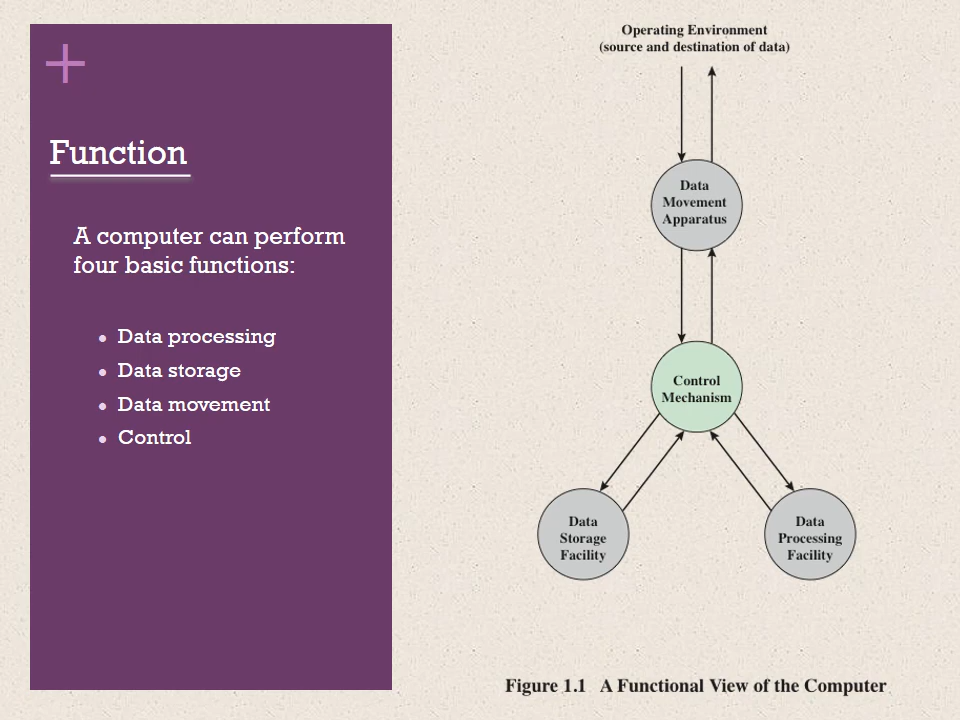 +
Function
A computer can perform
four basic functions:
● Data processing
● Data storage
● Data movement
● Control
Operating Environment
(source and destination of data)
Data
Movement
Apparatus
Control
Mechanism
Data
Storage
Facility
Data
Processing
Facility
Figure 1.1 A Functional View of the Computer